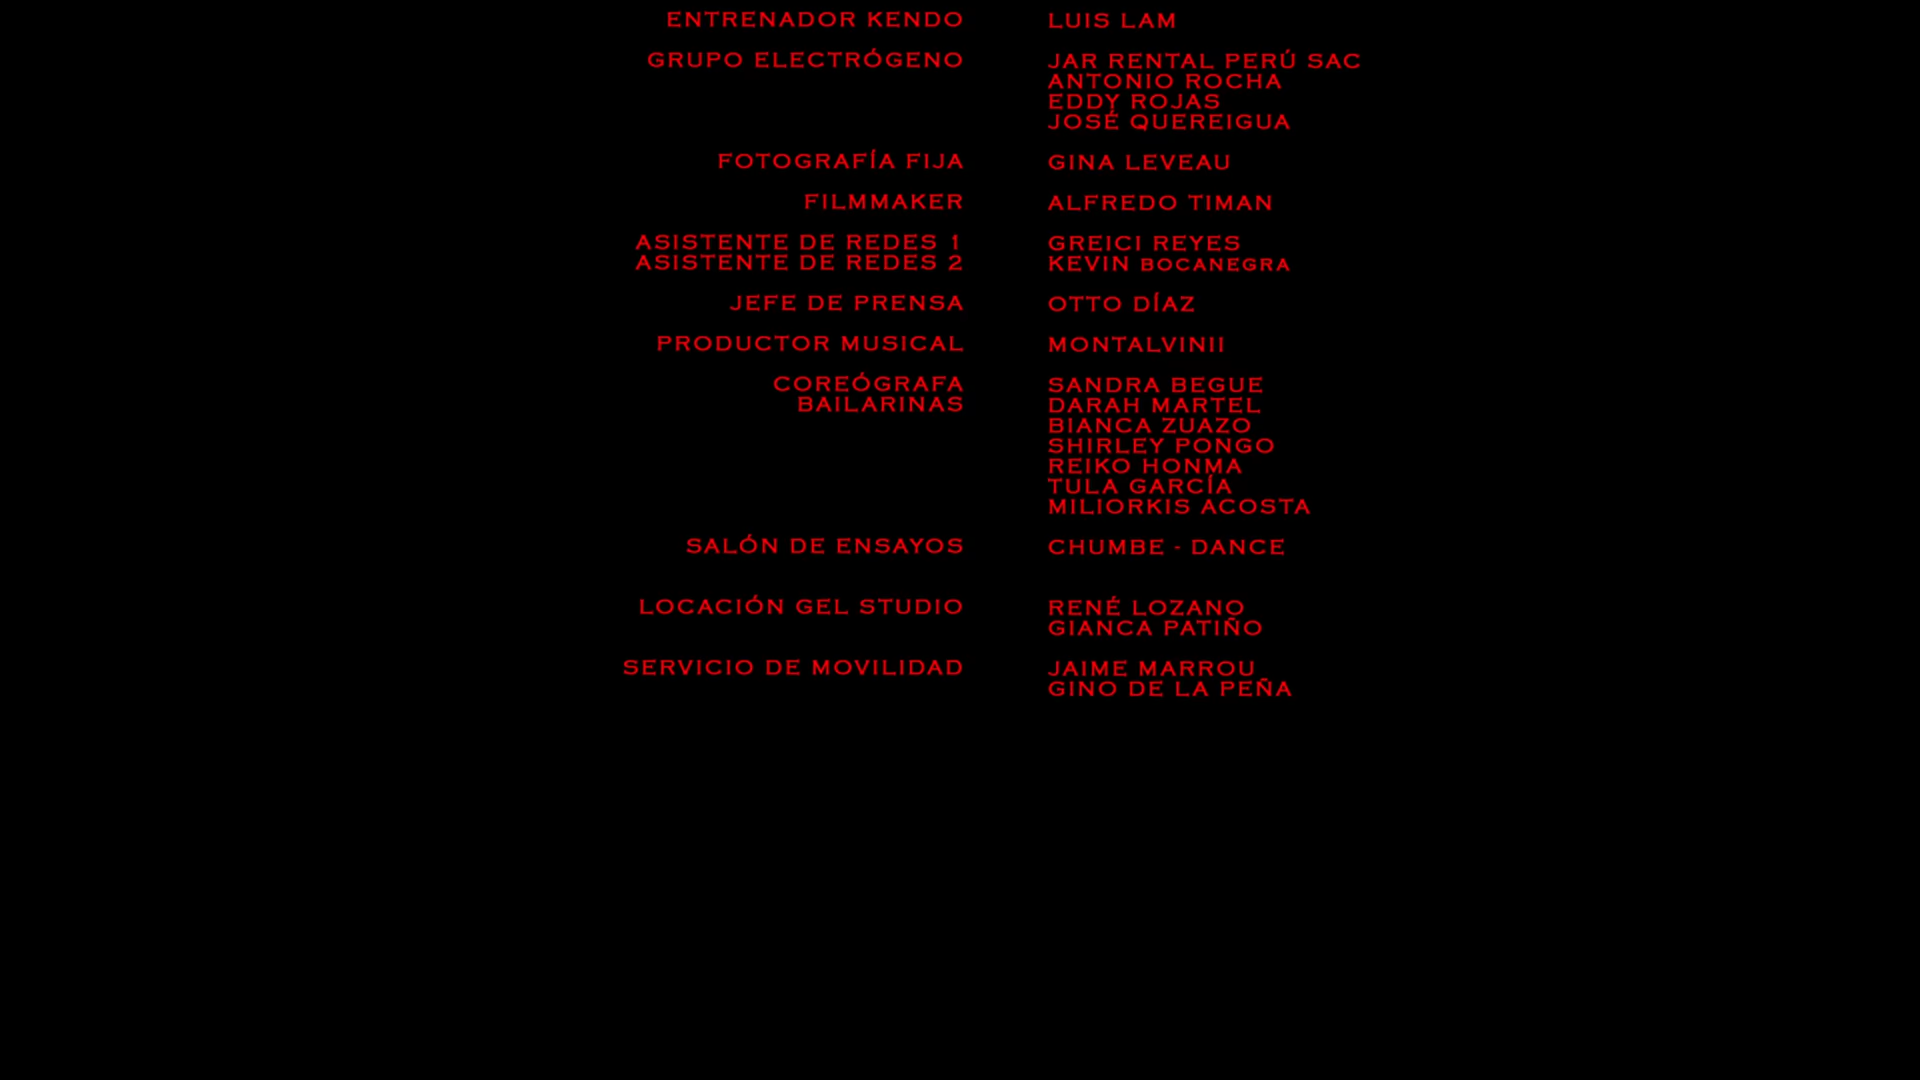 ENTRENADOR KENDO LUIS LAM
GRUPO ELECTRÓGENO JAR RENTAL PERÚ SAC
ANTONIO ROCHA
EDDY ROJAS
JOSÉ QUEREIGUA
FOTOGRAFÍA FIJA GINA LEVEAU
FILMMAKER ALFREDO TIMAN
ASISTENTE DE REDES 1 GREICI REYES
ASISTENTE DE REDES 2 KEVIN BOCANEGRA
JEFE DE PRENSA OTTO DÍAZ
PRODUCTOR MUSICAL MONTALVINII
COREÓGRAFA SANDRA BEGUE
BAILARINAS DARAH MARTEL
BIANCA ZUAZO
SHIRLEY PONGO
REIKO HONMA
TULA GARCÍA
MILIORKIS ACOSTA
SALÓN DE ENSAYOS CHUMBE - DANCE
LOCACIÓN GEL STUDIO RENÉ LOZANO
GIANCA PATIÑO
SERVICIO DE MOVILIDAD JAIME MARROU
GINO DE LA PEÑA